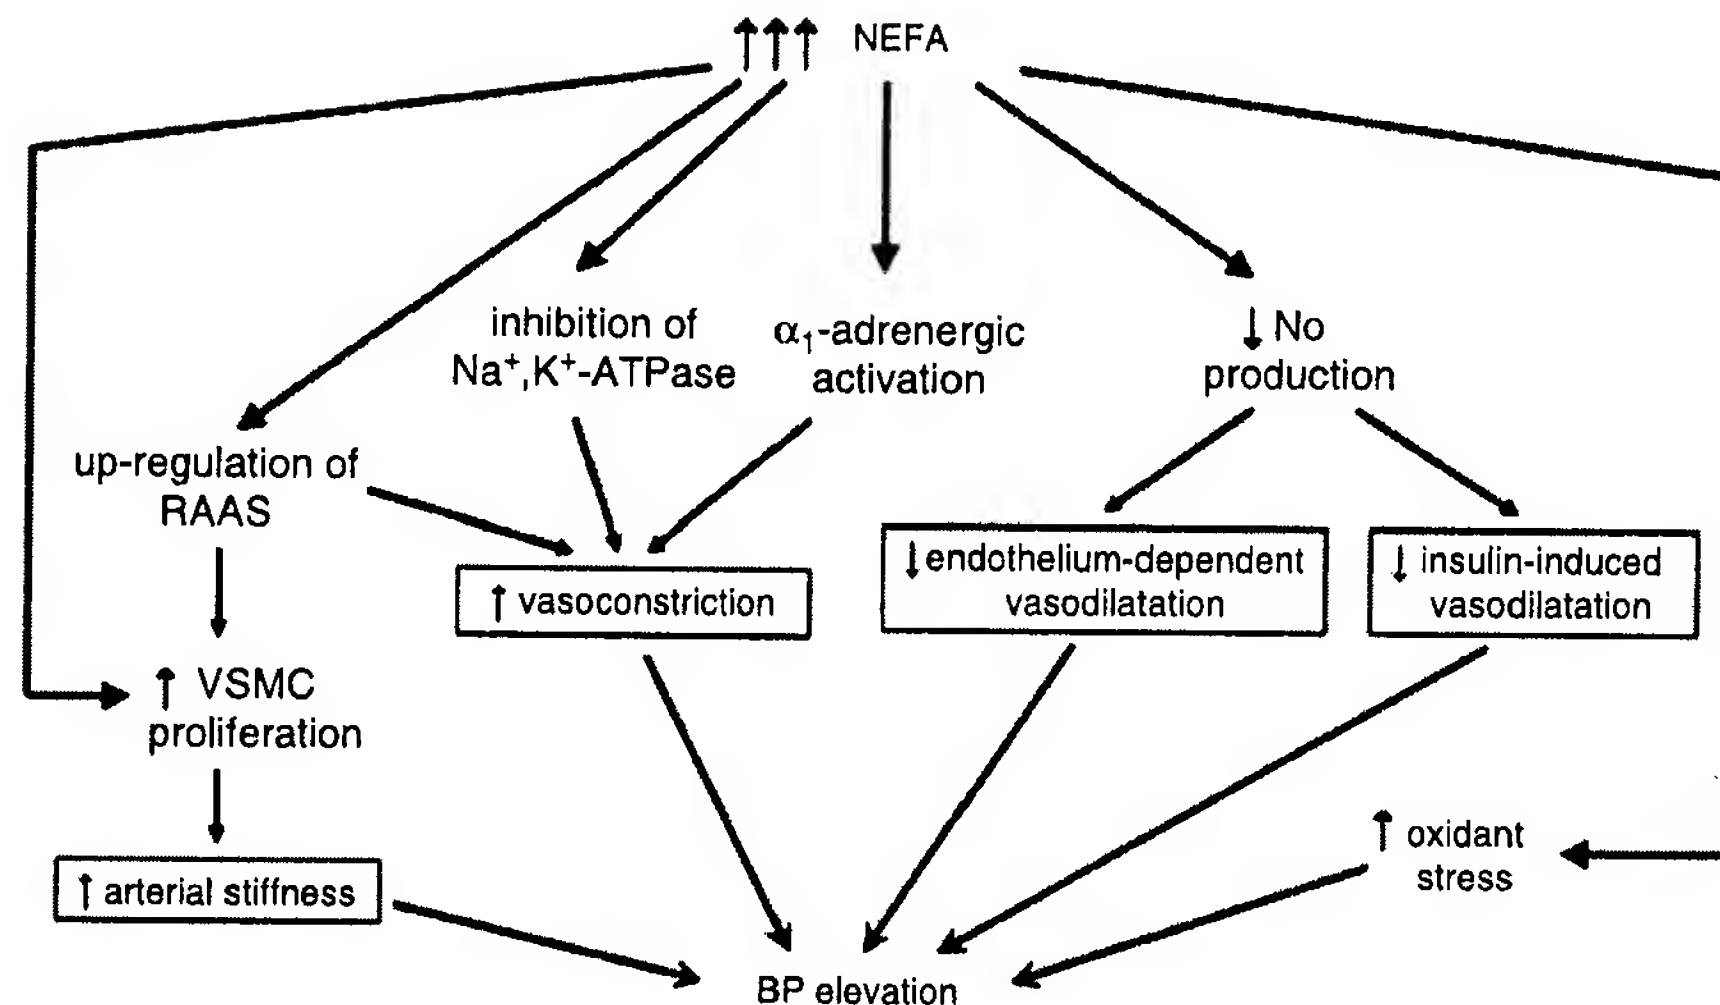 ↑↑↑ NEFA
inhibition of
Na⁺,K⁺-ATPase
α₁-adrenergic
activation
↓ No
production
up-regulation of
RAAS
↑ vasoconstriction
↓ endothelium-dependent
vasodilatation
↓ insulin-induced
vasodilatation
↑ VSMC
proliferation
↑ oxidant
stress
↑ arterial stiffness
BP elevation